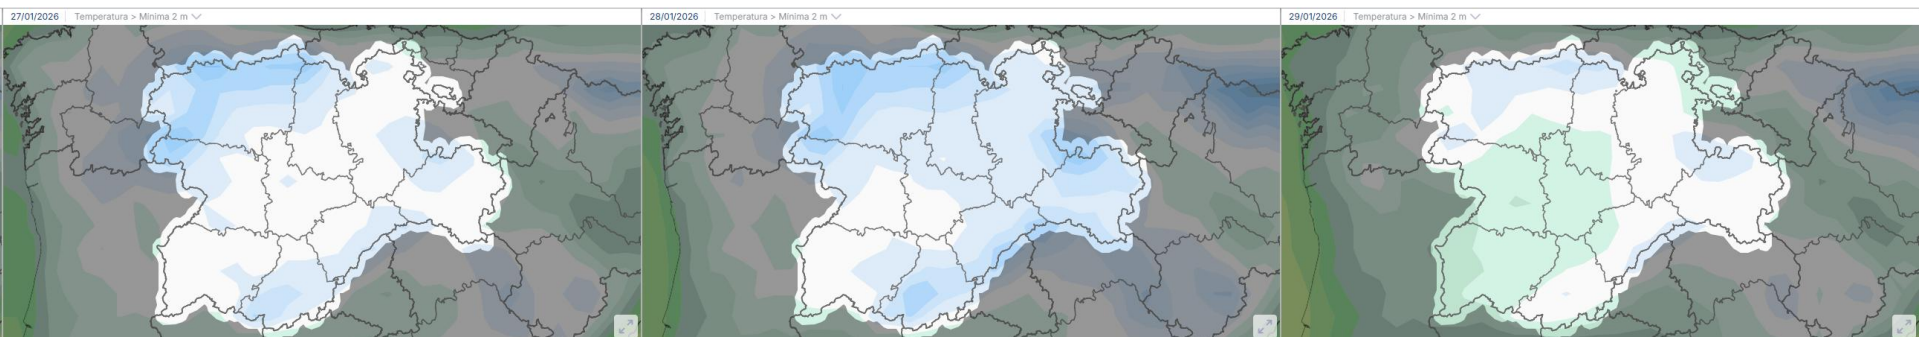 27/01/2026 Temperatura > Mínima 2 m
28/01/2026 Temperatura > Mínima 2 m
29/01/2026 Temperatura > Mínima 2 m